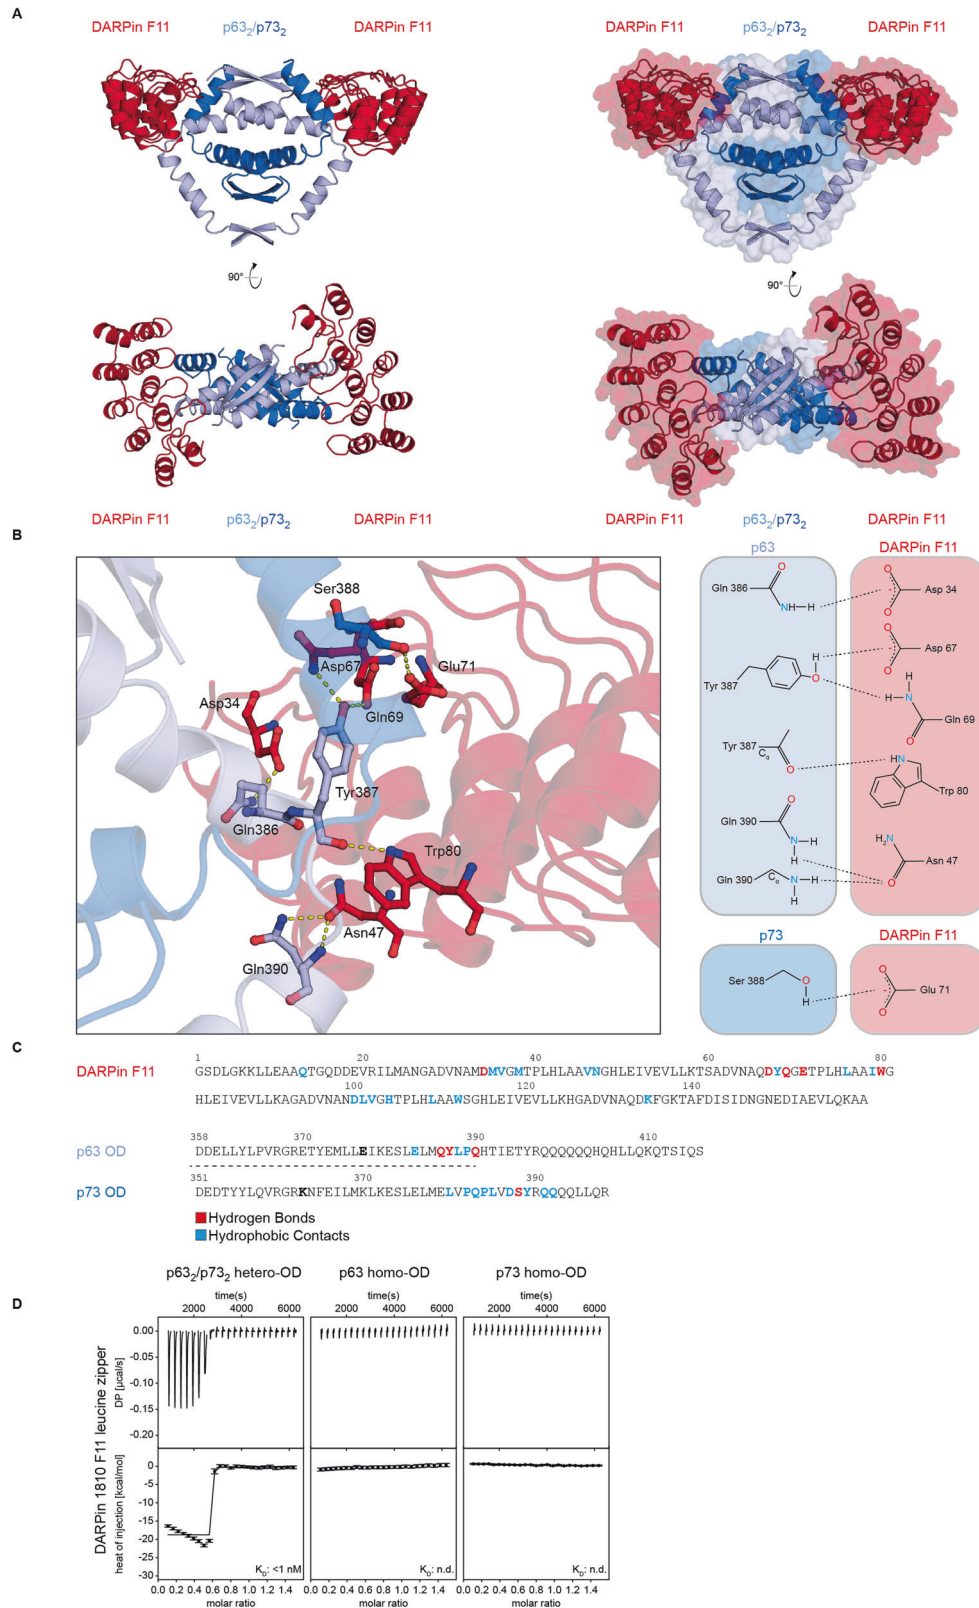 A
DARPin F11 p63₂/p73₂ DARPin F11
DARPin F11 p63₂/p73₂ DARPin F11
90°
90°
DARPin F11 p63₂/p73₂ DARPin F11
DARPin F11 p63₂/p73₂ DARPin F11
B
Ser388
Asp67
Glu71
Asp34
Gln69
Tyr387
Gln386
Trp80
Asn47
Gln390
p63
DARPin F11
Gln 386
O
N H
H
Asp 34
Tyr 387
H
O
Asp 67
H N
H
O
Gln 69
Tyr 387
Cα
O
HN
Trp 80
Gln 390
O
N H
H
Gln 390
Cα
N H
H
H₂N
O
Asn 47
p73
DARPin F11
Ser 388
O
H
O
O
Glu 71
C
1 20 40 60 80
DARPin F11 GSDLGKKLLEAAQTGQDDEVRILMANGADVNAMDMVGMTPLHLAAVNGHLEIVEVLLKTSADVNAQDYQGETPLHLAAIWG
100 120 140
HLEIVEVLLKAGADVNANDLVGHTPLHLAAWSGHLEIVEVLLKHGADVNAQDKFGKTAFDISIDNGNEDIAEVLQKAA
358 370 390 410
p63 OD DDELLYLPVRGRETYEMLLEIKESLELMQYLPQHTIETYRQQQQQQHQHLLQKQTSIQS
351 370 390
p73 OD DEDTYYLQVRGRKNFEILMKLKESLELMELVPQPLVDSYRQQQQLLQR
Hydrogen Bonds
Hydrophobic Contacts
D
p63₂/p73₂ hetero-OD p63 homo-OD p73 homo-OD
time(s) time(s) time(s)
2000 4000 6000 2000 4000 6000 2000 4000 6000
DARPin 1810 F11 leucine zipper
DP [µcal/s]
0.00
-0.05
-0.10
-0.15
-0.20
heat of injection [kcal/mol]
0
-5
-10
-15
-20
-25
-30
K_D: <1 nM K_D: n.d. K_D: n.d.
0.0 0.2 0.4 0.6 0.8 1.0 1.2 1.4 0.0 0.2 0.4 0.6 0.8 1.0 1.2 1.4 0.0 0.2 0.4 0.6 0.8 1.0 1.2 1.4
molar ratio molar ratio molar ratio